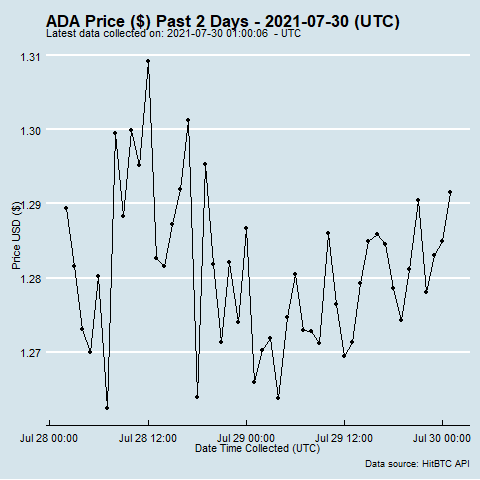 ADA Price ($) Past 2 Days - 2021-07-30 (UTC)
Latest data collected on: 2021-07-30 01:00:06 - UTC
1.31
1.30
1.29
1.28
1.27
Price USD ($)
Jul 28 00:00
Jul 28 12:00
Jul 29 00:00
Jul 29 12:00
Jul 30 00:00
Date Time Collected (UTC)
Data source: HitBTC API